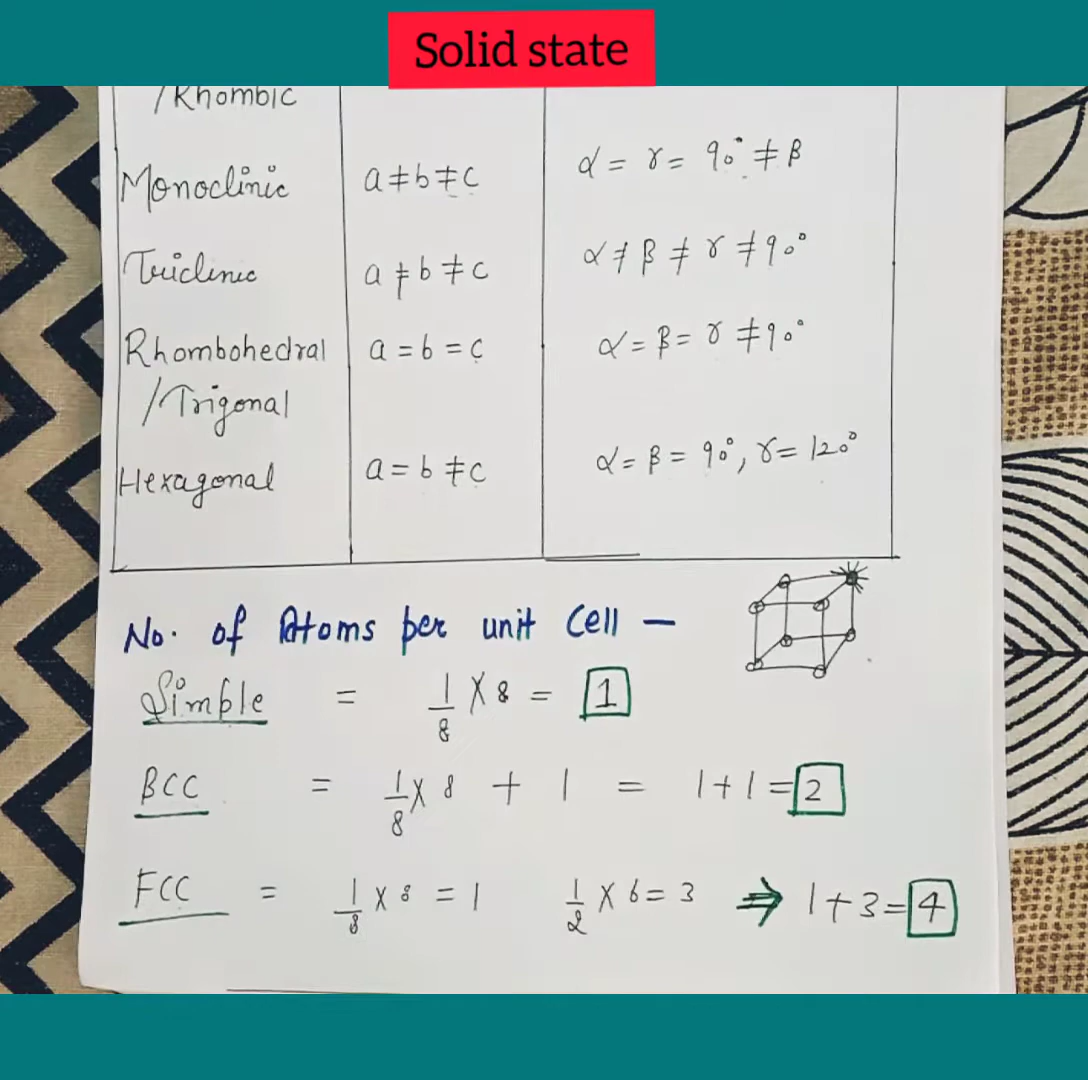 Solid state
/Rhombic
Monoclinic a≠b≠c α = γ = 90° ≠ β
Triclinic a ≠ b ≠ c α ≠ β ≠ γ ≠ 90°
Rhombohedral a = b = c α = β = γ ≠ 90°
/Trigonal
Hexagonal a = b ≠ c α = β = 90°, γ = 120°
No. of Atoms per unit Cell —
Simple = 1/8 X 8 = 1
BCC = 1/8 X 8 + 1 = 1+1 = 2
FCC = 1/8 X 8 = 1 1/2 X 6 = 3 ⇒ 1+3 = 4